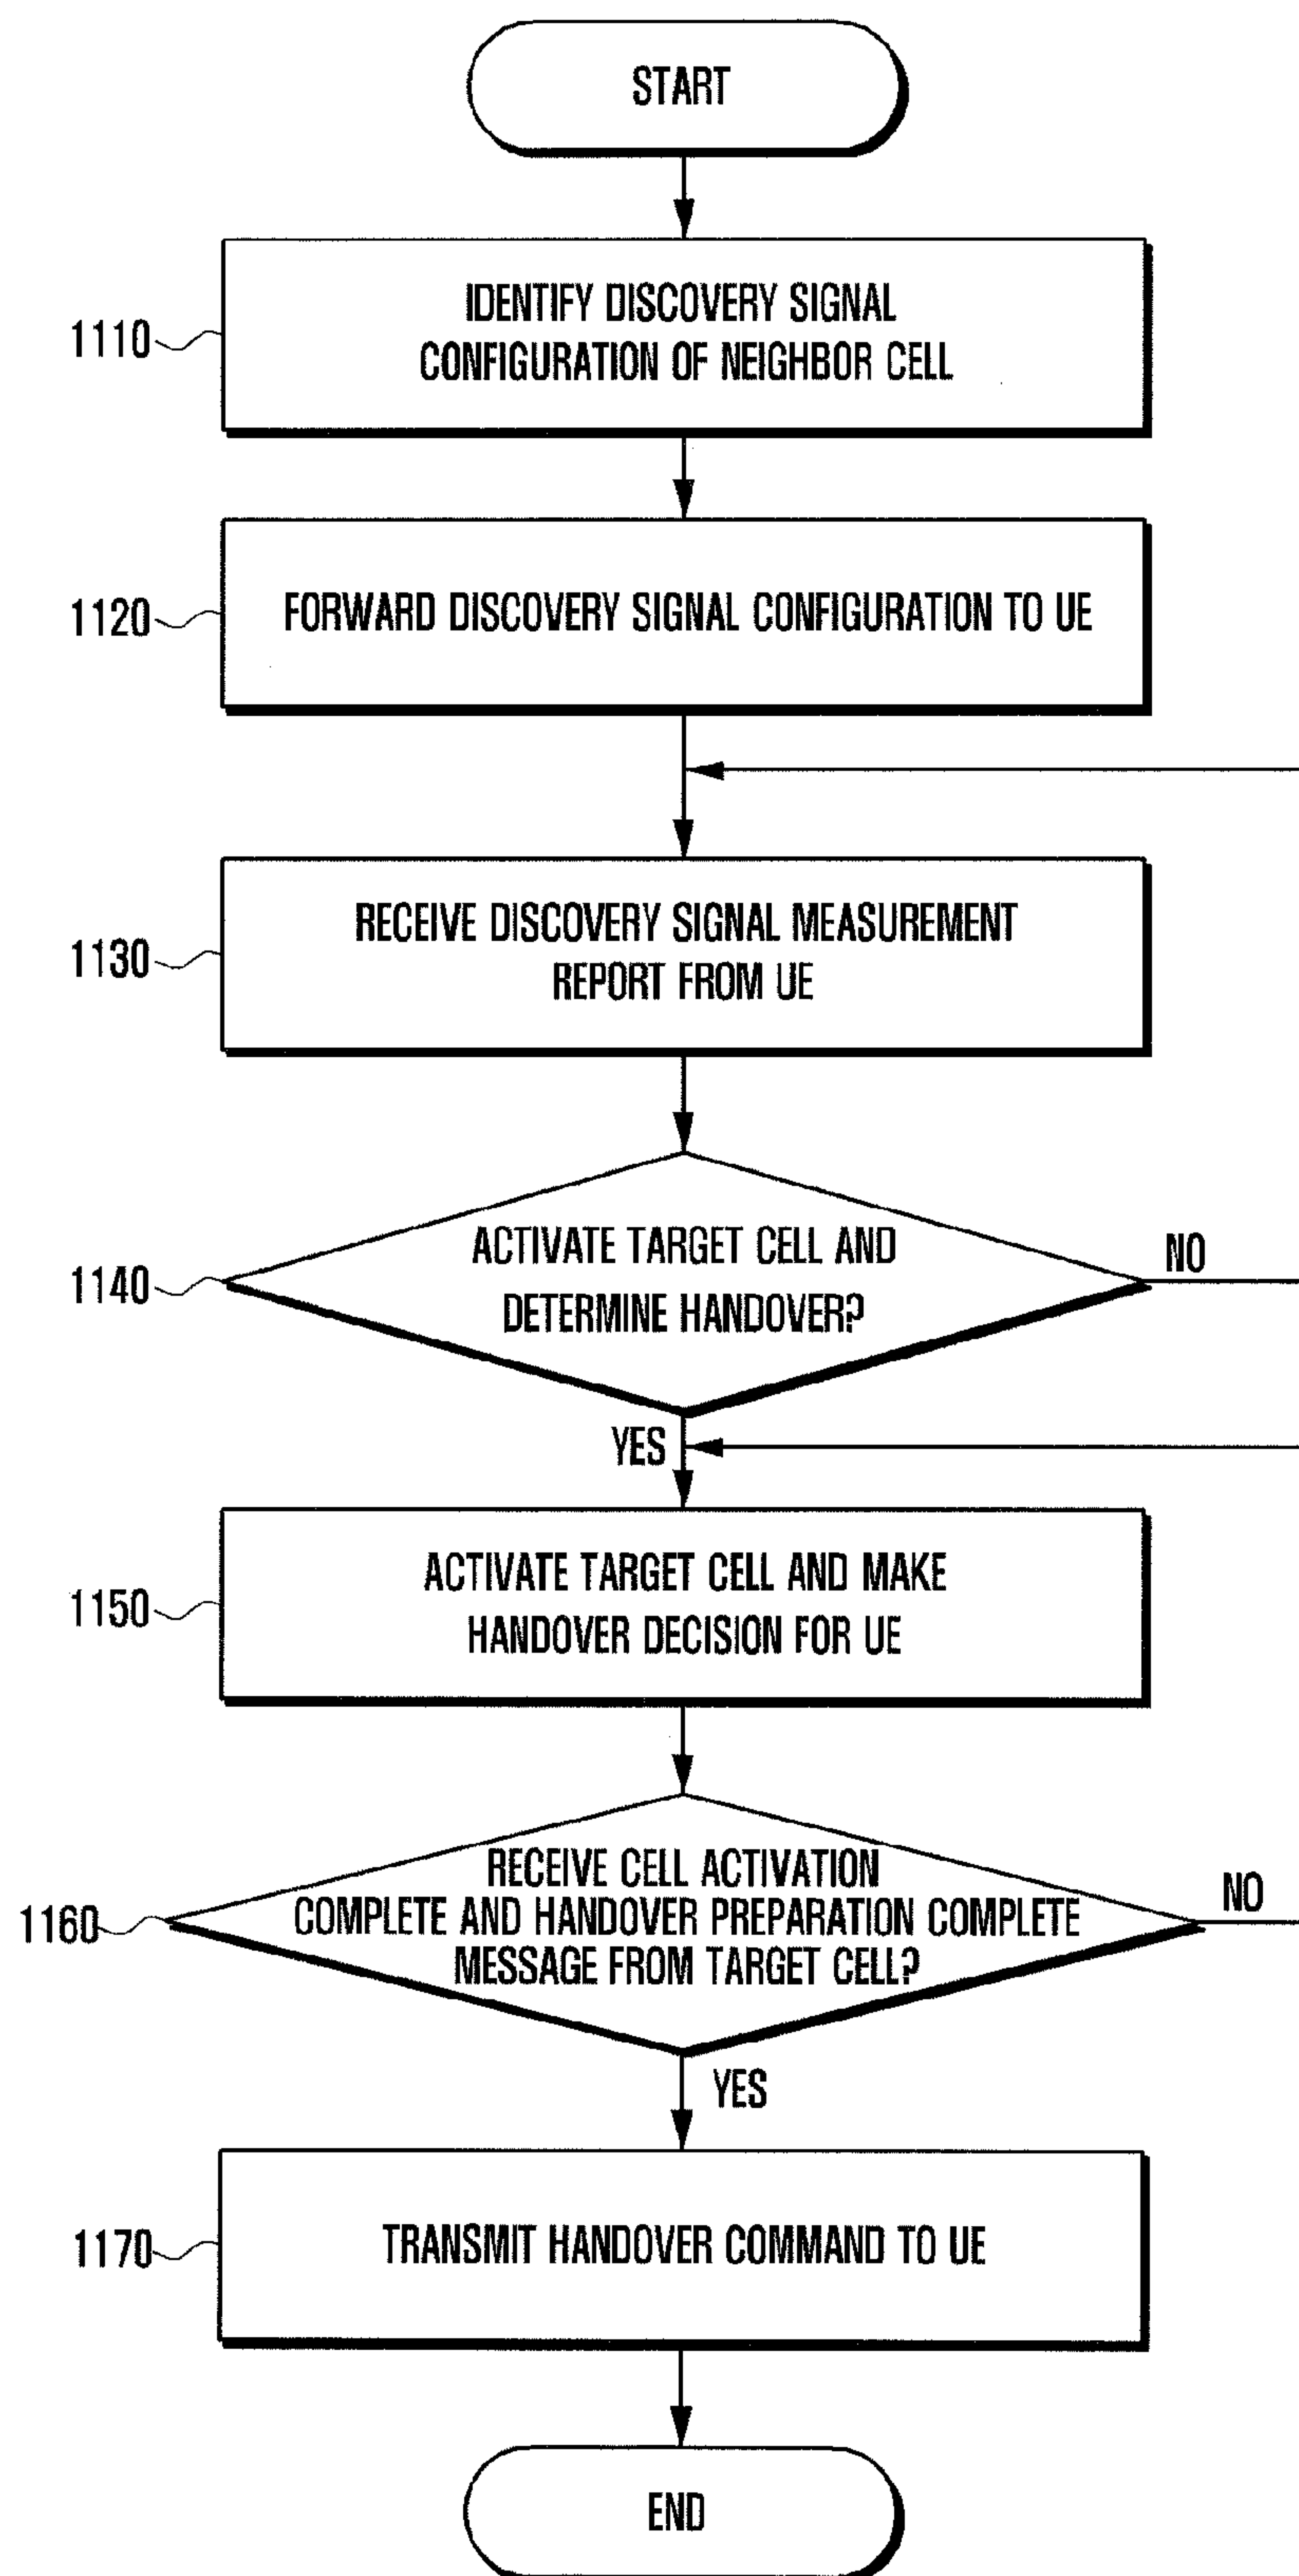 START
1110
IDENTIFY DISCOVERY SIGNAL
CONFIGURATION OF NEIGHBOR CELL
1120
FORWARD DISCOVERY SIGNAL CONFIGURATION TO UE
1130
RECEIVE DISCOVERY SIGNAL MEASUREMENT
REPORT FROM UE
1140
ACTIVATE TARGET CELL AND
DETERMINE HANDOVER?
NO
YES
1150
ACTIVATE TARGET CELL AND MAKE
HANDOVER DECISION FOR UE
1160
RECEIVE CELL ACTIVATION
COMPLETE AND HANDOVER PREPARATION COMPLETE
MESSAGE FROM TARGET CELL?
NO
YES
1170
TRANSMIT HANDOVER COMMAND TO UE
END